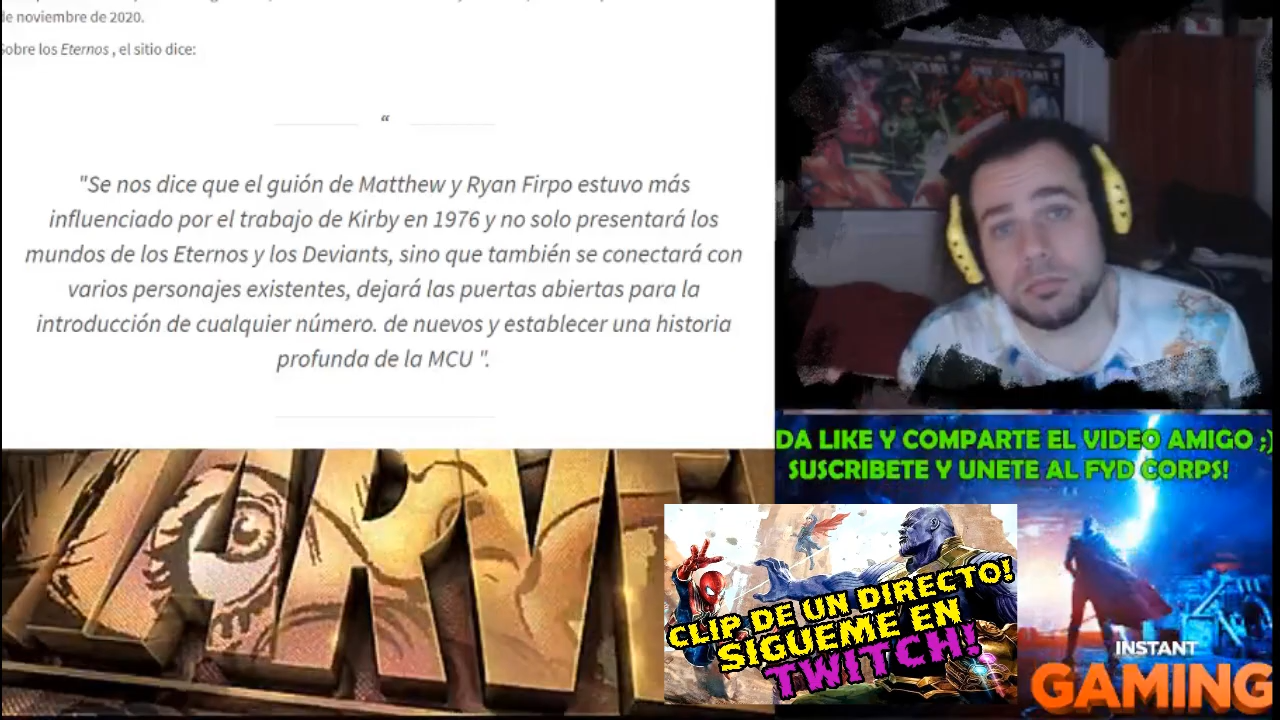 de noviembre de 2020.
Sobre los Eternos , el sitio dice:
“
"Se nos dice que el guión de Matthew y Ryan Firpo estuvo más
influenciado por el trabajo de Kirby en 1976 y no solo presentará los
mundos de los Eternos y los Deviants, sino que también se conectará con
varios personajes existentes, dejará las puertas abiertas para la
introducción de cualquier número. de nuevos y establecer una historia
profunda de la MCU ".
DA LIKE Y COMPARTE EL VIDEO AMIGO ;)
SUSCRIBETE Y UNETE AL FYD CORPS!
CLIP DE UN DIRECTO!
SIGUEME EN
TWITCH!
INSTANT
GAMING